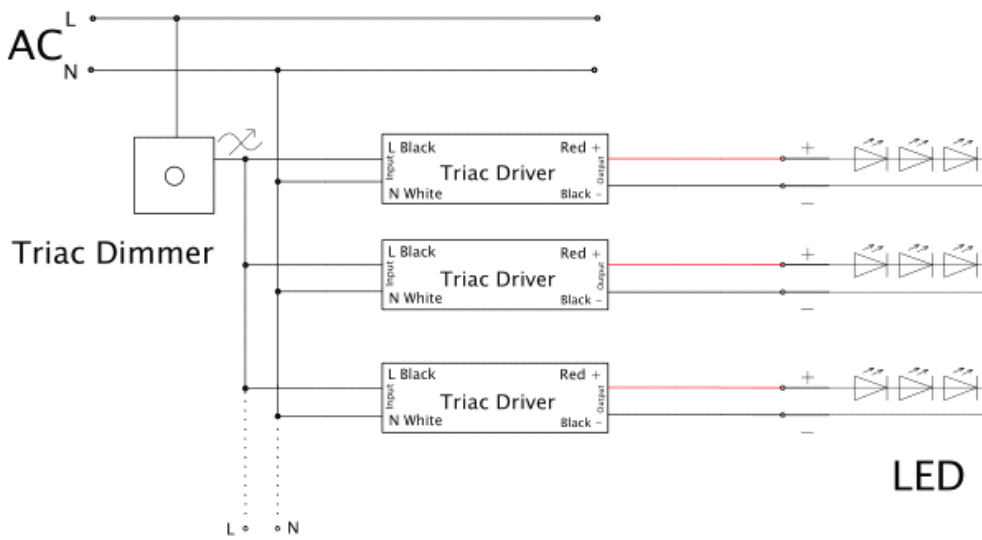 L
AC
N
Triac Dimmer
L Black
Input
N White
Triac Driver
Red +
Output
Black -
+
–
L Black
Input
N White
Triac Driver
Red +
Output
Black -
+
–
L Black
Input
N White
Triac Driver
Red +
Output
Black -
+
–
LED
L
N